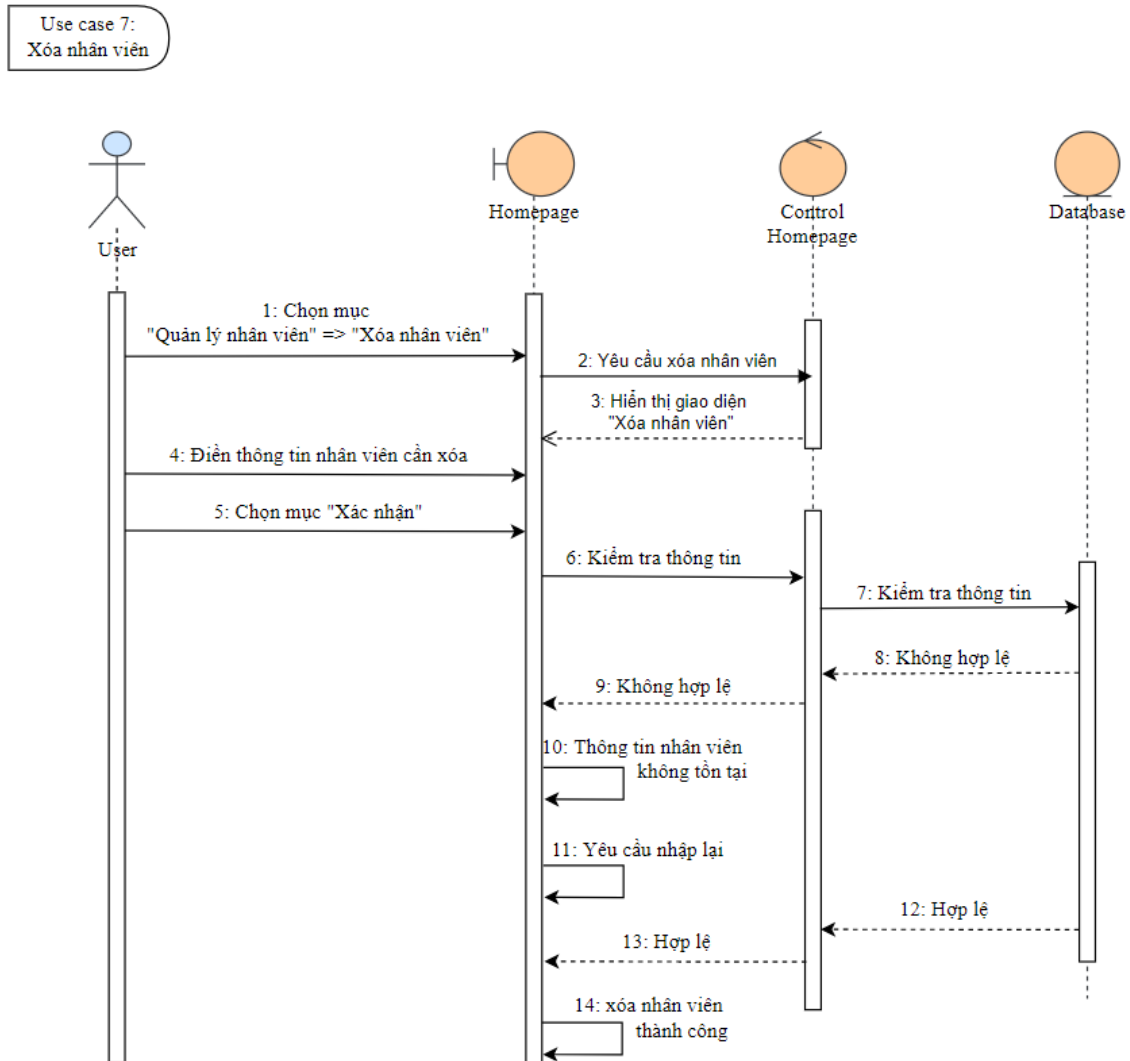 Use case 7:
Xóa nhân viên
User
Homepage
Control
Homepage
Database
1: Chọn mục
"Quản lý nhân viên" => "Xóa nhân viên"
2: Yêu cầu xóa nhân viên
3: Hiển thị giao diện
"Xóa nhân viên"
4: Điền thông tin nhân viên cần xóa
5: Chọn mục "Xác nhận"
6: Kiểm tra thông tin
7: Kiểm tra thông tin
8: Không hợp lệ
9: Không hợp lệ
10: Thông tin nhân viên
không tồn tại
11: Yêu cầu nhập lại
12: Hợp lệ
13: Hợp lệ
14: xóa nhân viên
thành công